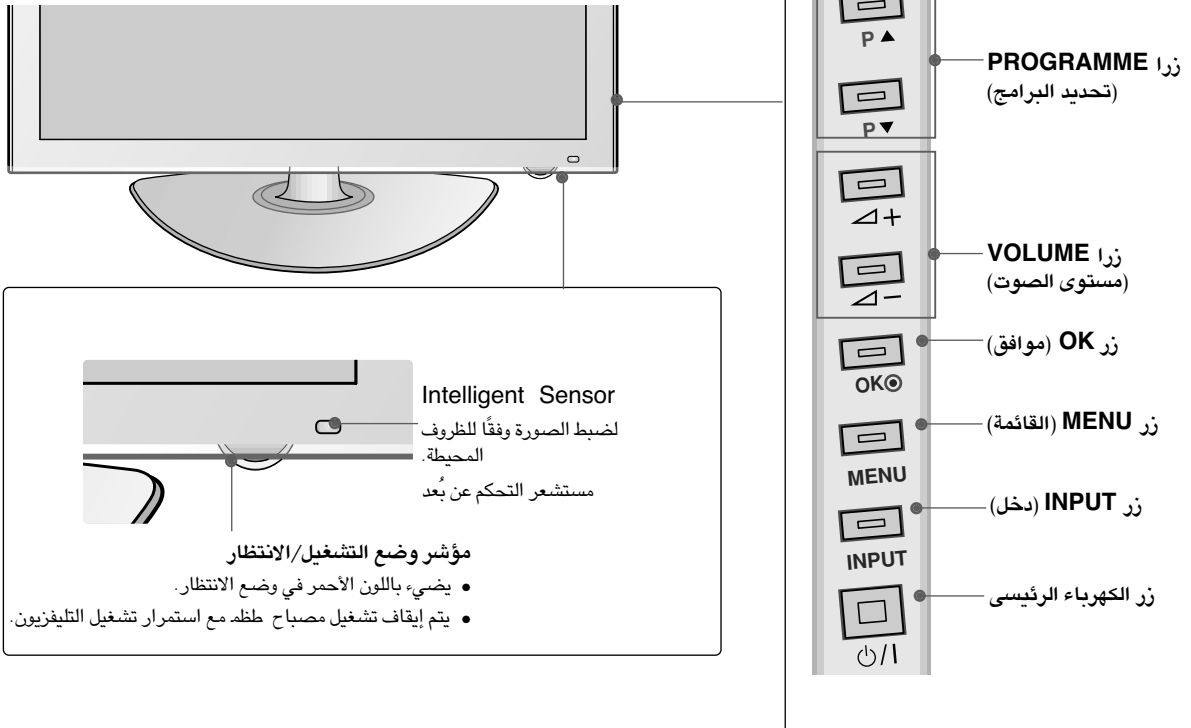 P ▲
زرا PROGRAMME
(تحديد البرامج)
P ▼
⊿ +
زرا VOLUME
(مستوى الصوت)
⊿ −
زر OK (موافق)
OK◉
زر MENU (القائمة)
MENU
زر INPUT (دخل)
INPUT
زر الكهرباء الرئيسى
⏻/I
Intelligent Sensor
لضبط الصورة وفقًا للظروف
المحيطة.
مستشعر التحكم عن بُعد
مؤشر وضع التشغيل/الانتظار
• يضيء باللون الأحمر في وضع الانتظار.
• يتم إيقاف تشغيل مصباح مع استمرار تشغيل التليفزيون.